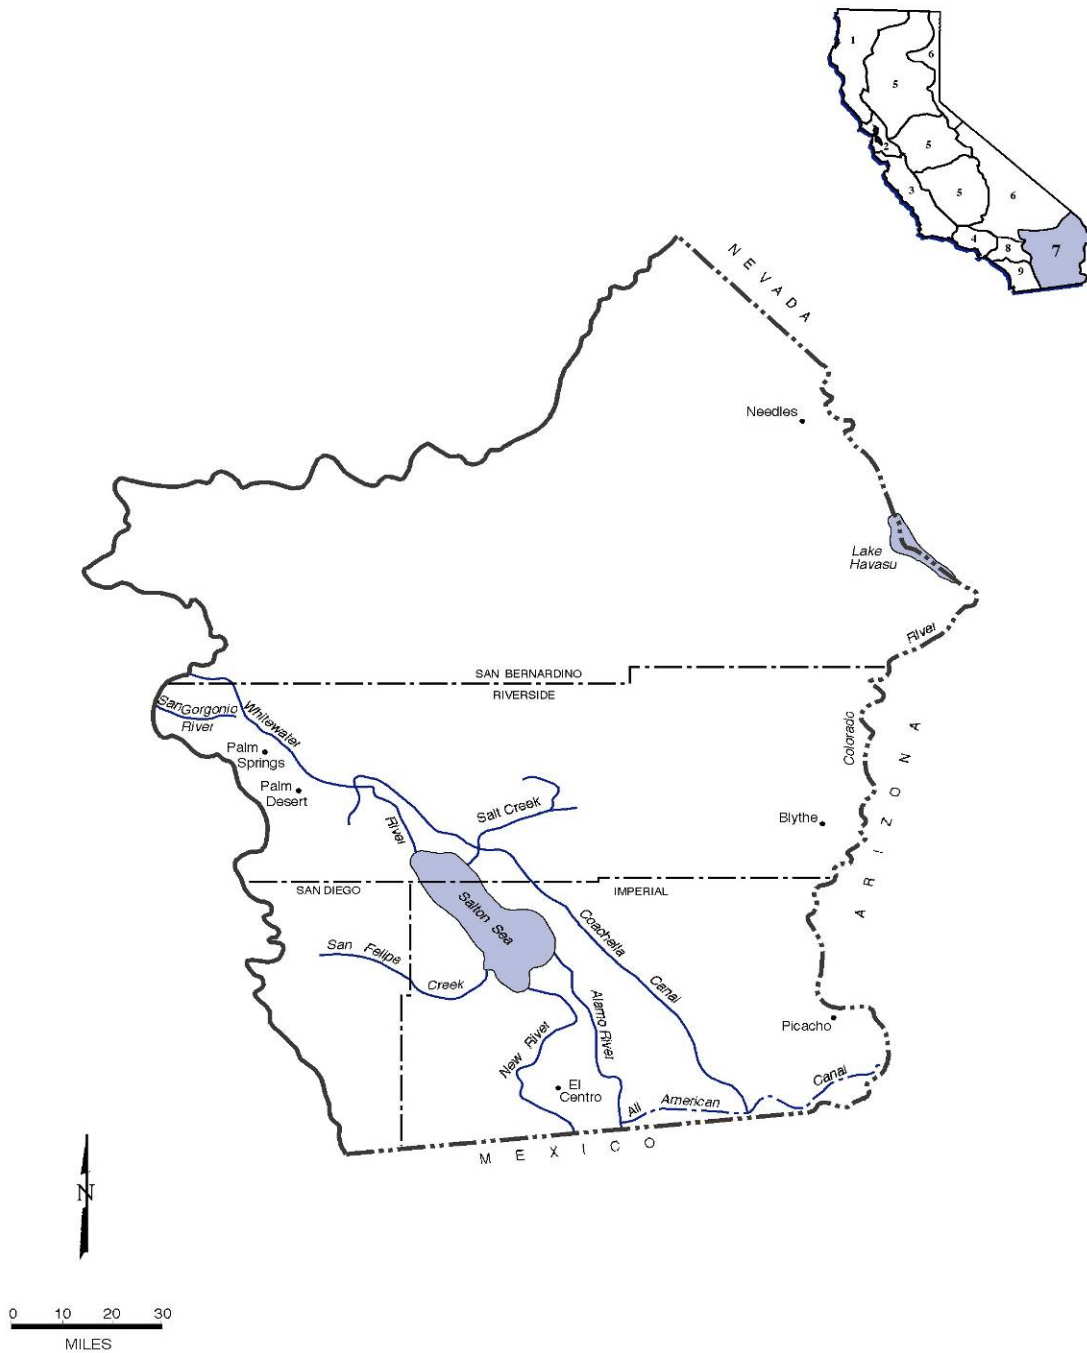 1
6
5
5
2
3
5
6
4
8
7
9
NEVADA
Needles
Lake
Havasu
River
SAN BERNARDINO
RIVERSIDE
San Gorgonio
River
Whitewater
Palm
Springs
Palm
Desert
River
Salt Creek
Colorado
ARIZONA
Blythe
SAN DIEGO
IMPERIAL
Salton Sea
Coachella
Canal
San Felipe
Creek
Alamo River
New River
Picacho
El
Centro
All American
Canal
MEXICO
N
0 10 20 30
MILES